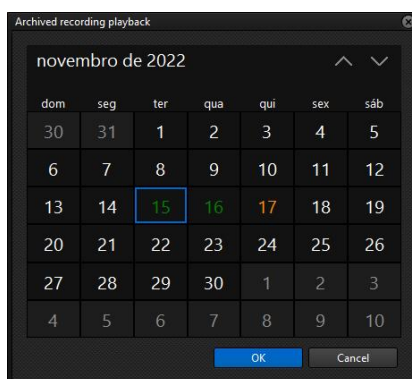 Archived recording playback
novembro de 2022
dom seg ter qua qui sex sáb
30 31 1 2 3 4 5
6 7 8 9 10 11 12
13 14 15 16 17 18 19
20 21 22 23 24 25 26
27 28 29 30 1 2 3
4 5 6 7 8 9 10
OK Cancel